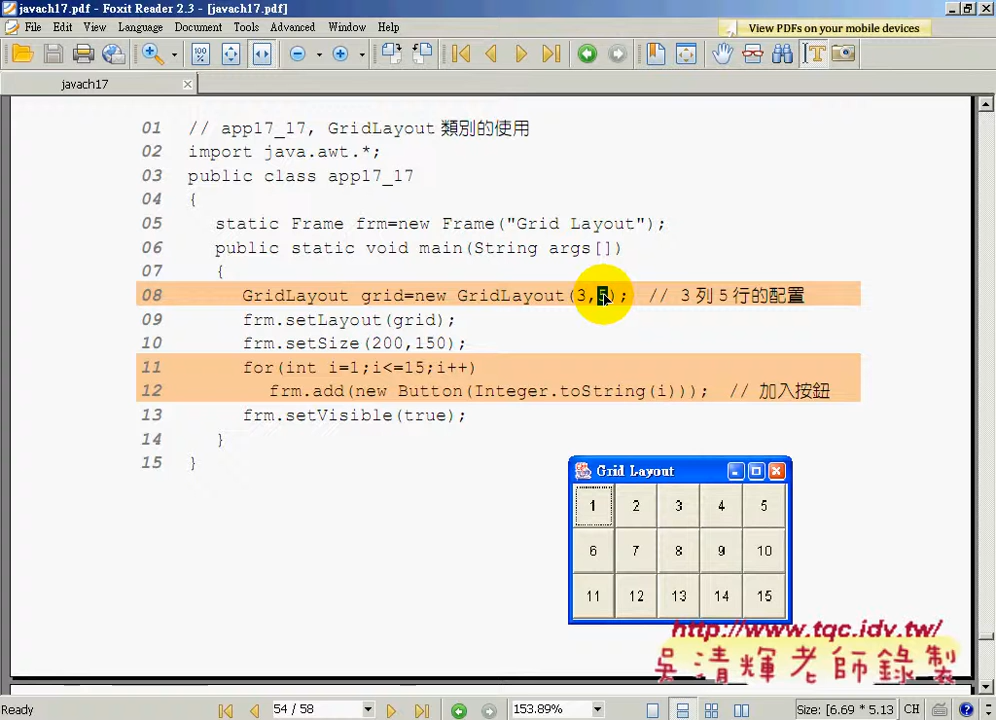 javach17.pdf - Foxit Reader 2.3 - [javach17.pdf]
File Edit View Language Document Tools Advanced Window Help
View PDFs on your mobile devices
javach17
01 // app17_17, GridLayout 類別的使用
02 import java.awt.*;
03 public class app17_17
04 {
05 static Frame frm=new Frame("Grid Layout");
06 public static void main(String args[])
07 {
08 GridLayout grid=new GridLayout(3,5); // 3 列 5 行的配置
09 frm.setLayout(grid);
10 frm.setSize(200,150);
11 for(int i=1;i<=15;i++)
12 frm.add(new Button(Integer.toString(i))); // 加入按鈕
13 frm.setVisible(true);
14 }
15 }
Grid Layout
1 2 3 4 5
6 7 8 9 10
11 12 13 14 15
http://www.tqc.idv.tw/
吳清輝老師錄製
Ready 54 / 58 153.89% Size: [6.69 * 5.13 CH